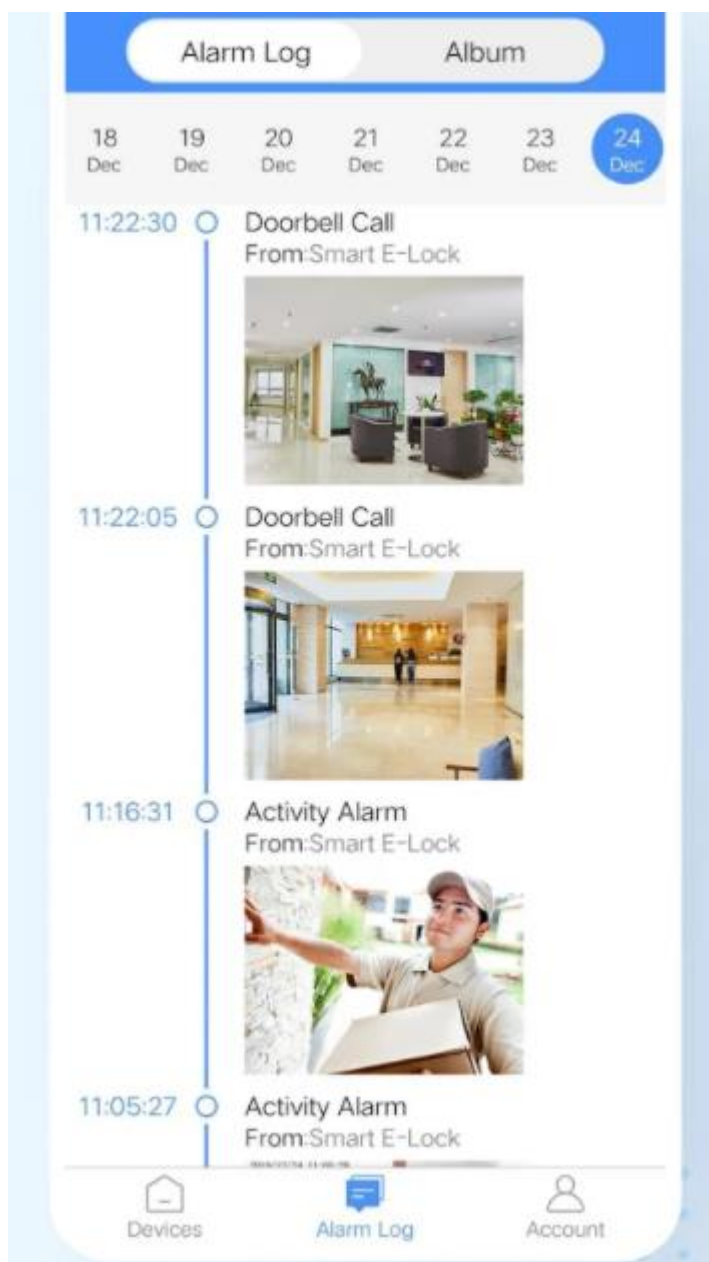 Alarm Log Album
18 19 20 21 22 23 24
Dec Dec Dec Dec Dec Dec Dec
11:22:30 Doorbell Call
From:Smart E-Lock
11:22:05 Doorbell Call
From:Smart E-Lock
11:16:31 Activity Alarm
From:Smart E-Lock
11:05:27 Activity Alarm
From:Smart E-Lock
Devices Alarm Log Account